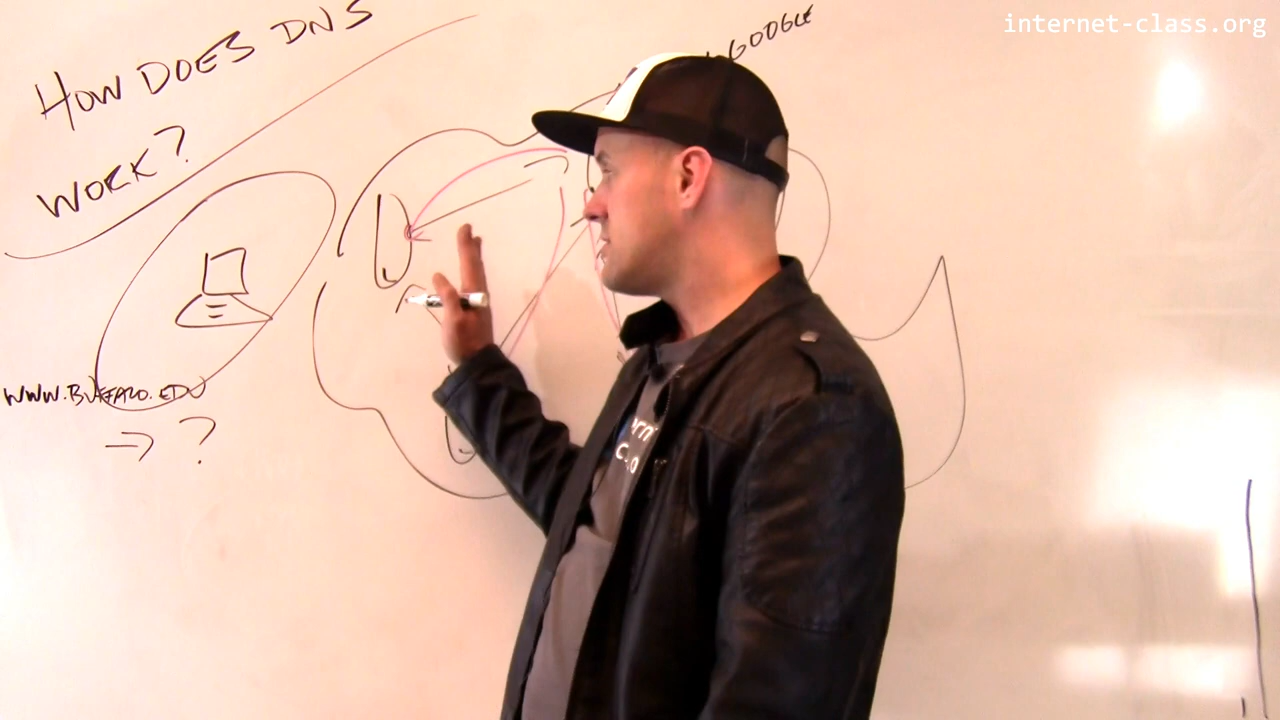 internet-class.org
HOW DOES DNS
WORK?
GOOGLE
WWW.BUFFALO.EDU
→ ?